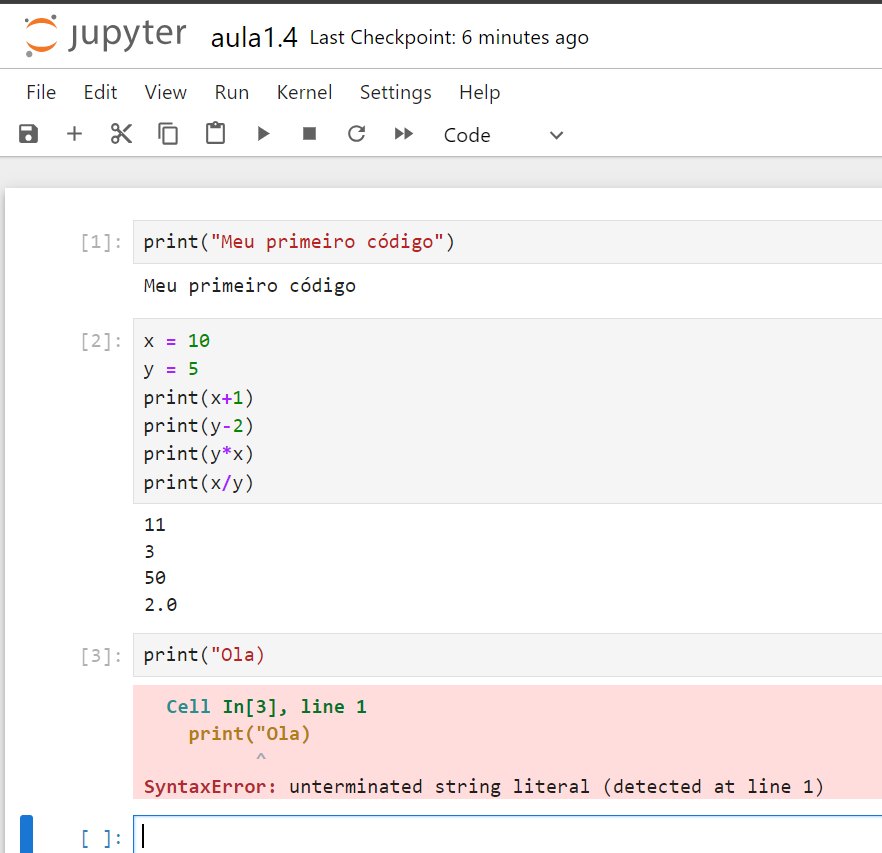 jupyter aula1.4 Last Checkpoint: 6 minutes ago
File Edit View Run Kernel Settings Help
Code
[1]: print("Meu primeiro código")
Meu primeiro código
[2]: x = 10
y = 5
print(x+1)
print(y-2)
print(y*x)
print(x/y)
11
3
50
2.0
[3]: print("Ola)
Cell In[3], line 1
print("Ola)
^
SyntaxError: unterminated string literal (detected at line 1)
[ ]: